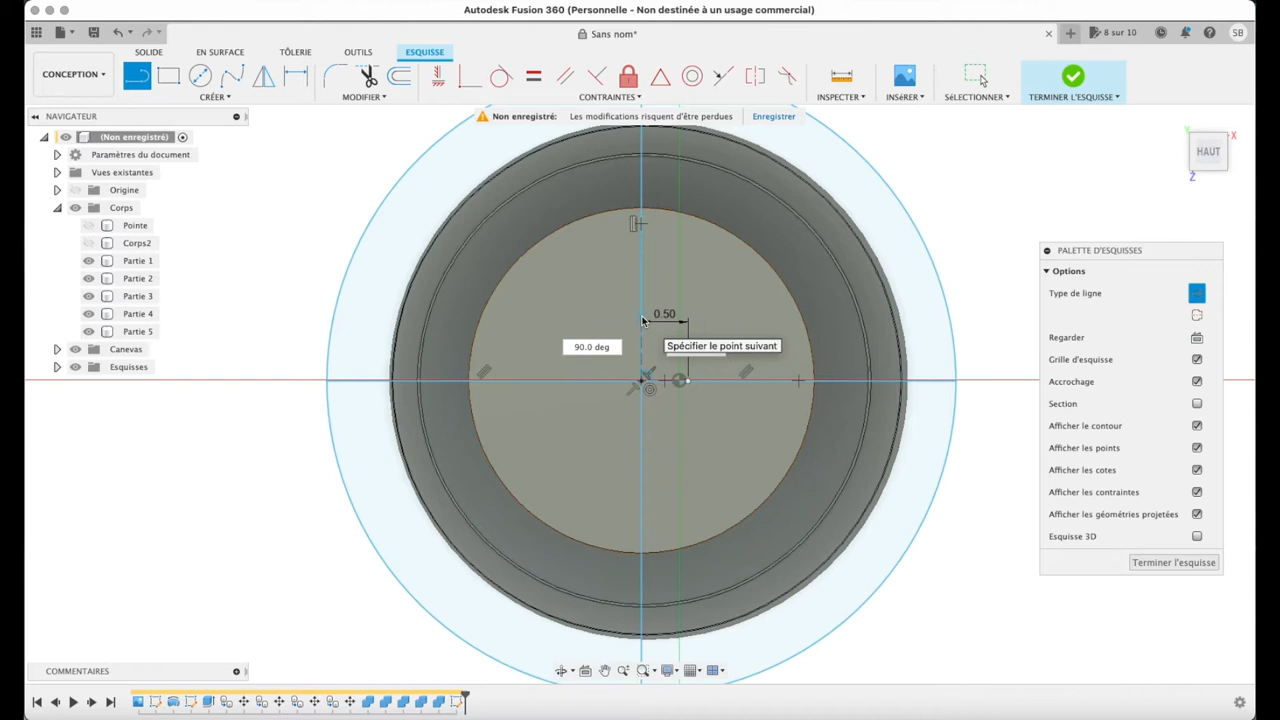 Autodesk Fusion 360 (Personnelle - Non destinée à un usage commercial)
Sans nom*
8 sur 10
SB
SOLIDE
EN SURFACE
TÔLERIE
OUTILS
ESQUISSE
CONCEPTION
CRÉER
MODIFIER
CONTRAINTES
INSPECTER
INSÉRER
SÉLECTIONNER
TERMINER L'ESQUISSE
NAVIGATEUR
Non enregistré:
Les modifications risquent d'être perdues
Enregistrer
(Non enregistré)
Paramètres du document
Vues existantes
Origine
Corps
Pointe
Corps2
Partie 1
Partie 2
Partie 3
Partie 4
Partie 5
Canevas
Esquisses
0.50
90.0 deg
Spécifier le point suivant
Y
X
HAUT
Z
PALETTE D'ESQUISSES
Options
Type de ligne
Regarder
Grille d'esquisse
Accrochage
Section
Afficher le contour
Afficher les points
Afficher les cotes
Afficher les contraintes
Afficher les géométries projetées
Esquisse 3D
Terminer l'esquisse
COMMENTAIRES